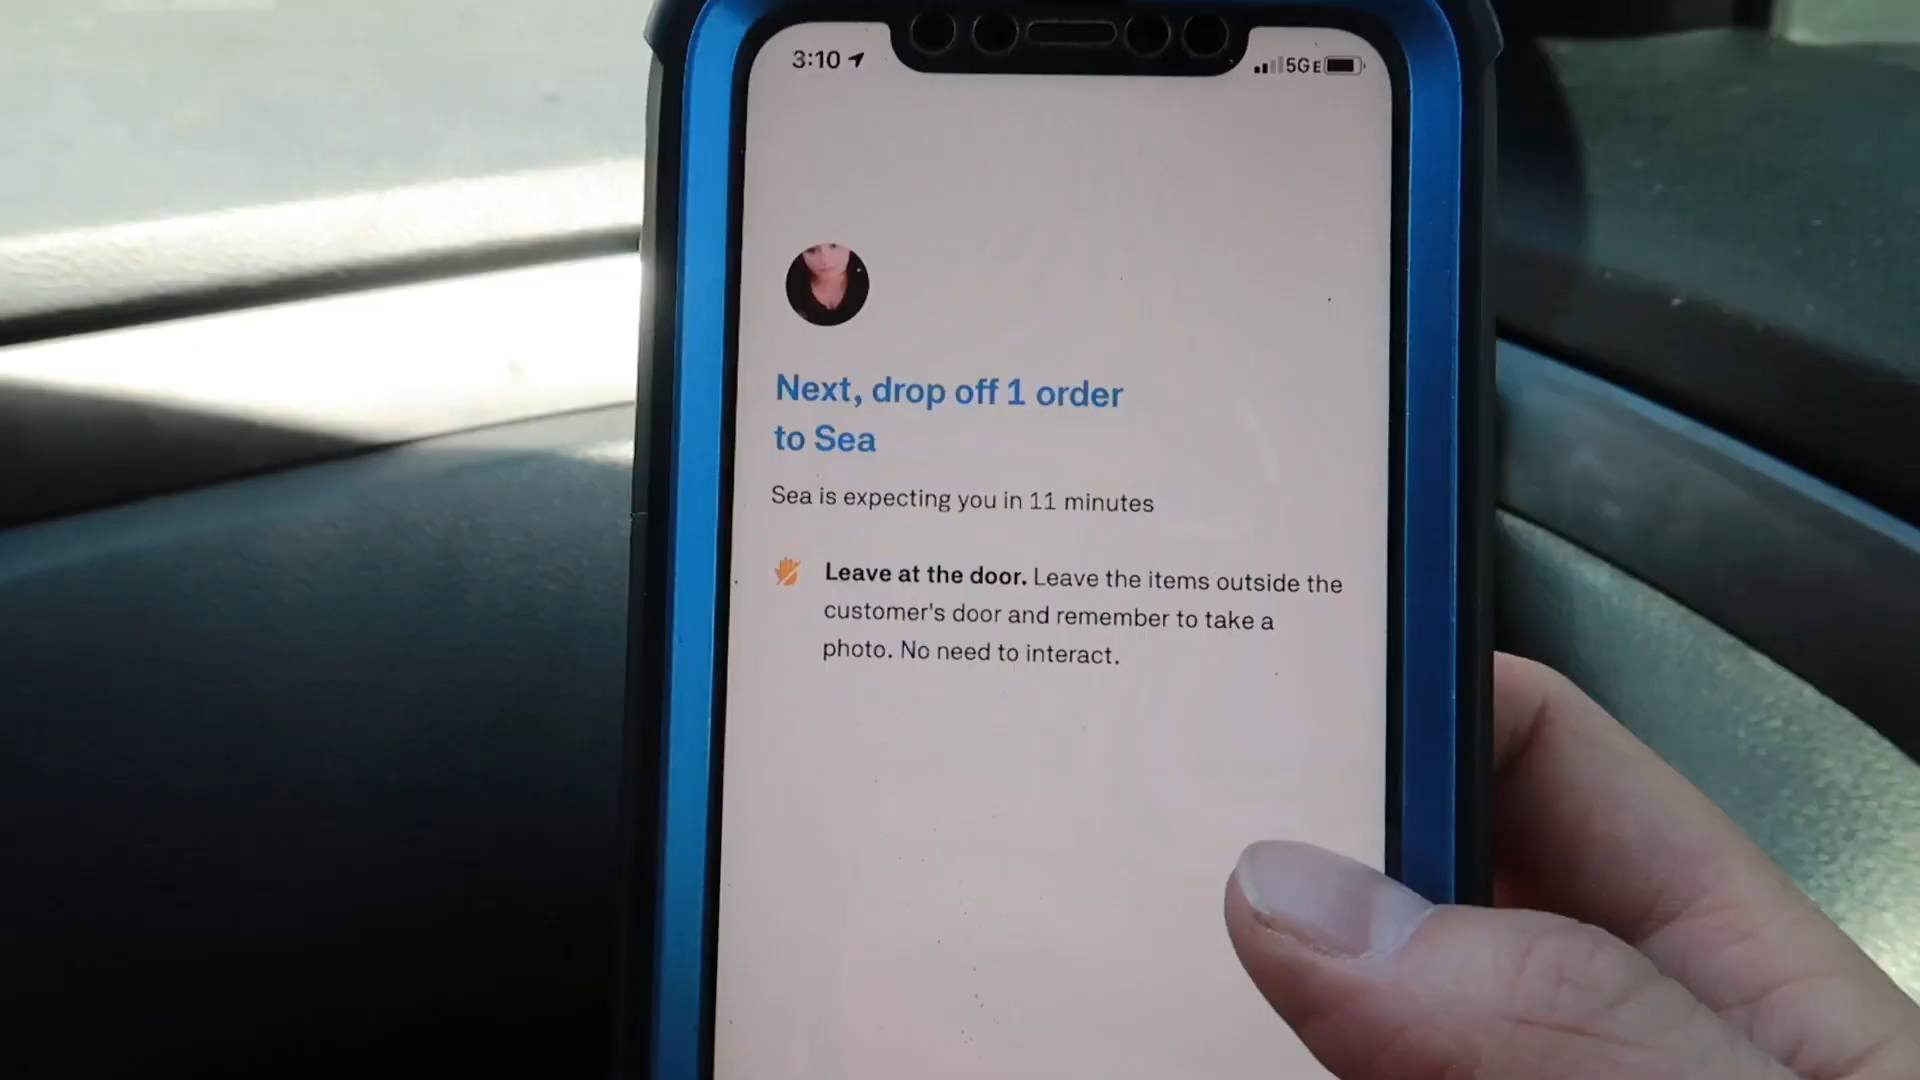 3:10 5GE
Next, drop off 1 order
to Sea
Sea is expecting you in 11 minutes
Leave at the door. Leave the items outside the
customer's door and remember to take a
photo. No need to interact.